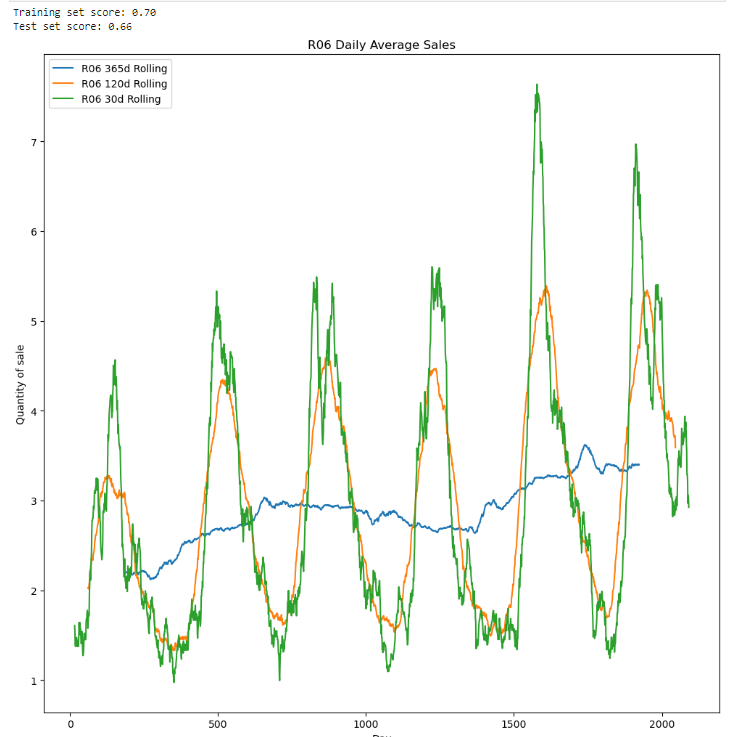 Training set score: 0.70
Test set score: 0.66
R06 Daily Average Sales
R06 365d Rolling
R06 120d Rolling
R06 30d Rolling
Quantity of sale
7
6
5
4
3
2
1
0 500 1000 1500 2000